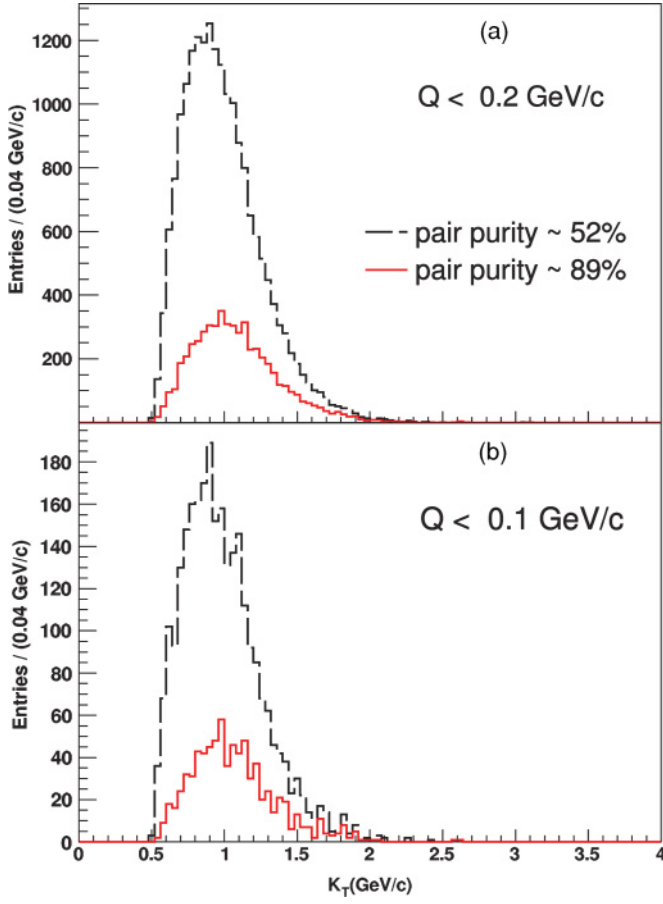 (a)
Q < 0.2 GeV/c
pair purity ~ 52%
pair purity ~ 89%
Entries / (0.04 GeV/c)
1200
1000
800
600
400
200
(b)
Q < 0.1 GeV/c
Entries / (0.04 GeV/c)
180
160
140
120
100
80
60
40
20
0
0 0.5 1 1.5 2 2.5 3 3.5 4
K_T(GeV/c)